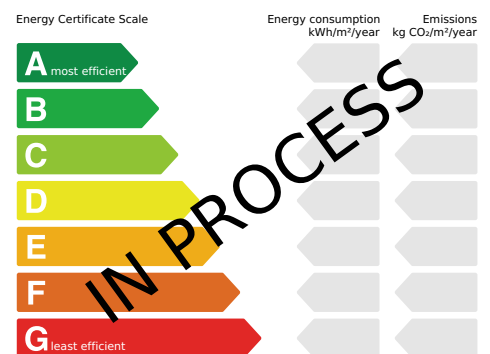 Energy Certificate Scale
Energy consumption
kWh/m²/year
Emissions
kg CO₂/m²/year
A most efficient
B
C
D
E
F
G least efficient
IN PROCESS